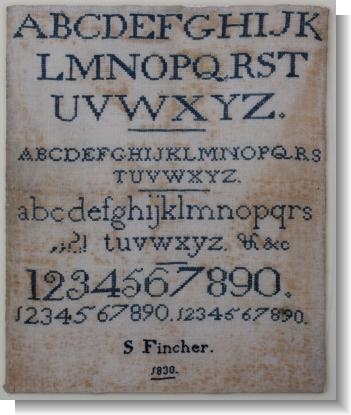 ABCDEFGHIJK
LMNOPQRST
UVWXYZ.
ABCDEFGHIJKLMNOPQRS
TUVWXYZ.
abcdefghijklmnopqrs
tuvwxyz. &c
1234567890.
1234567890. 1234567890.
S Fincher.
1830.